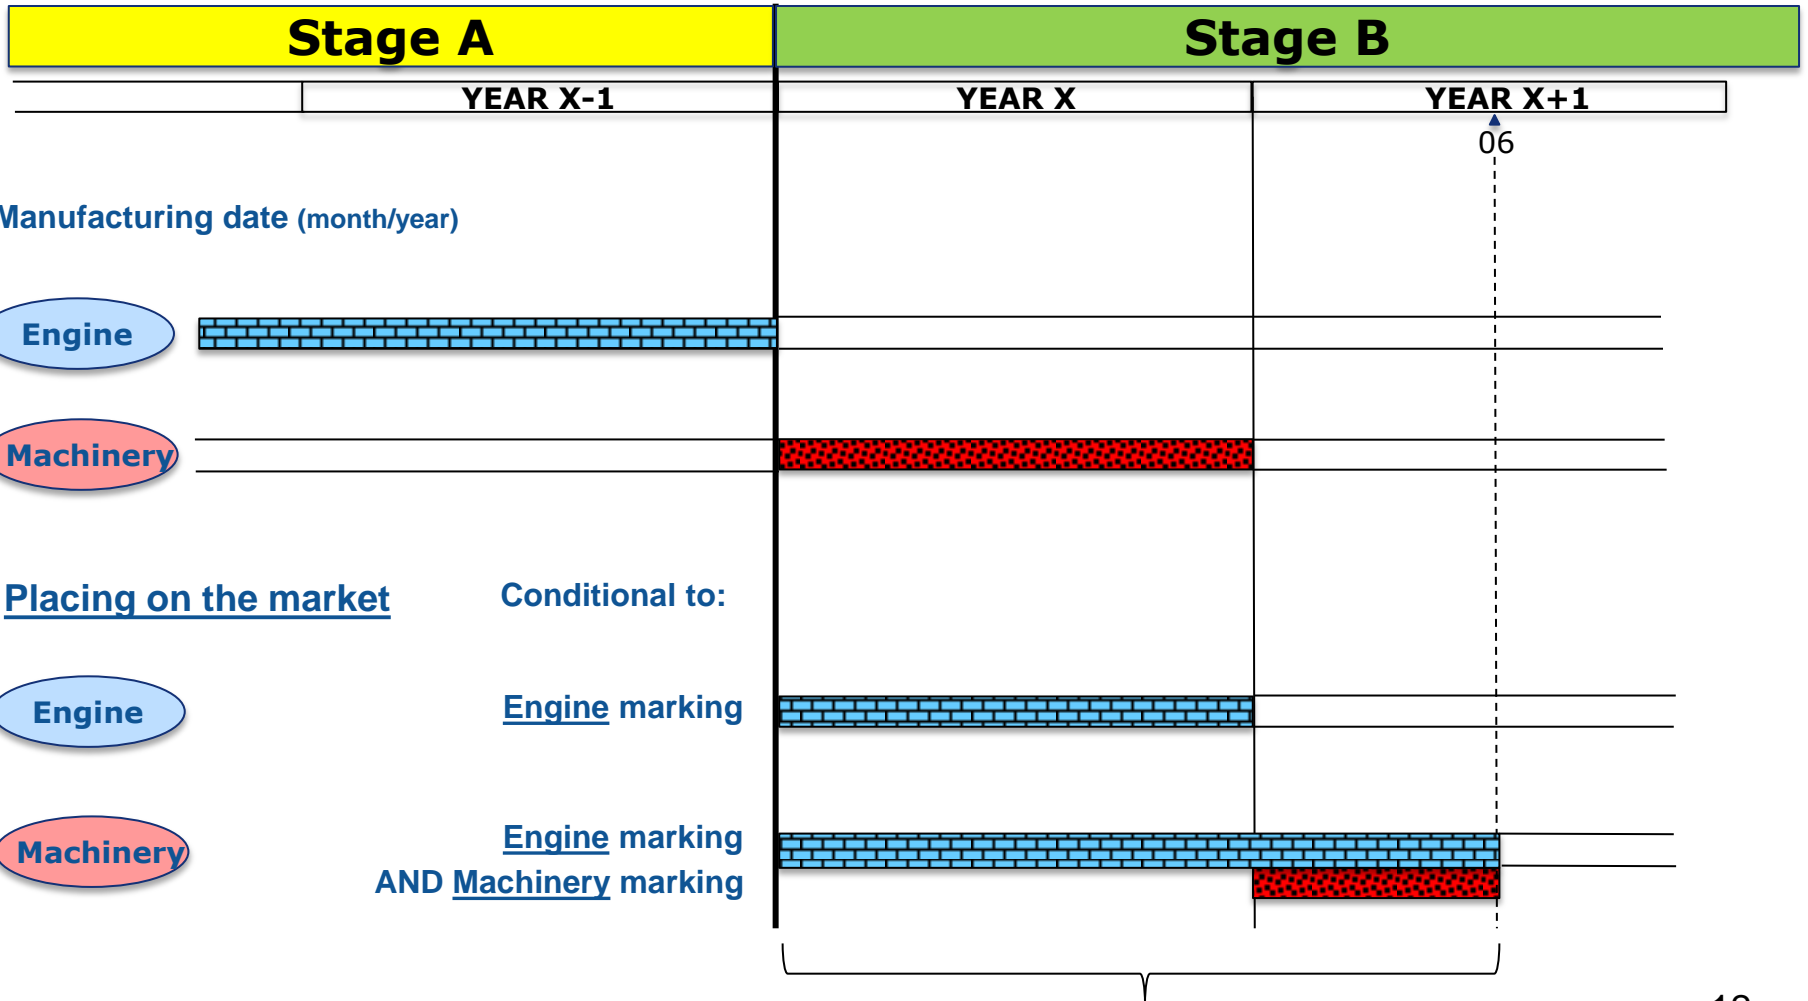 Stage A
Stage B
YEAR X-1
YEAR X
YEAR X+1
06
Manufacturing date (month/year)
Engine
Machinery
Placing on the market
Conditional to:
Engine
Engine marking
Machinery
Engine marking
AND Machinery marking